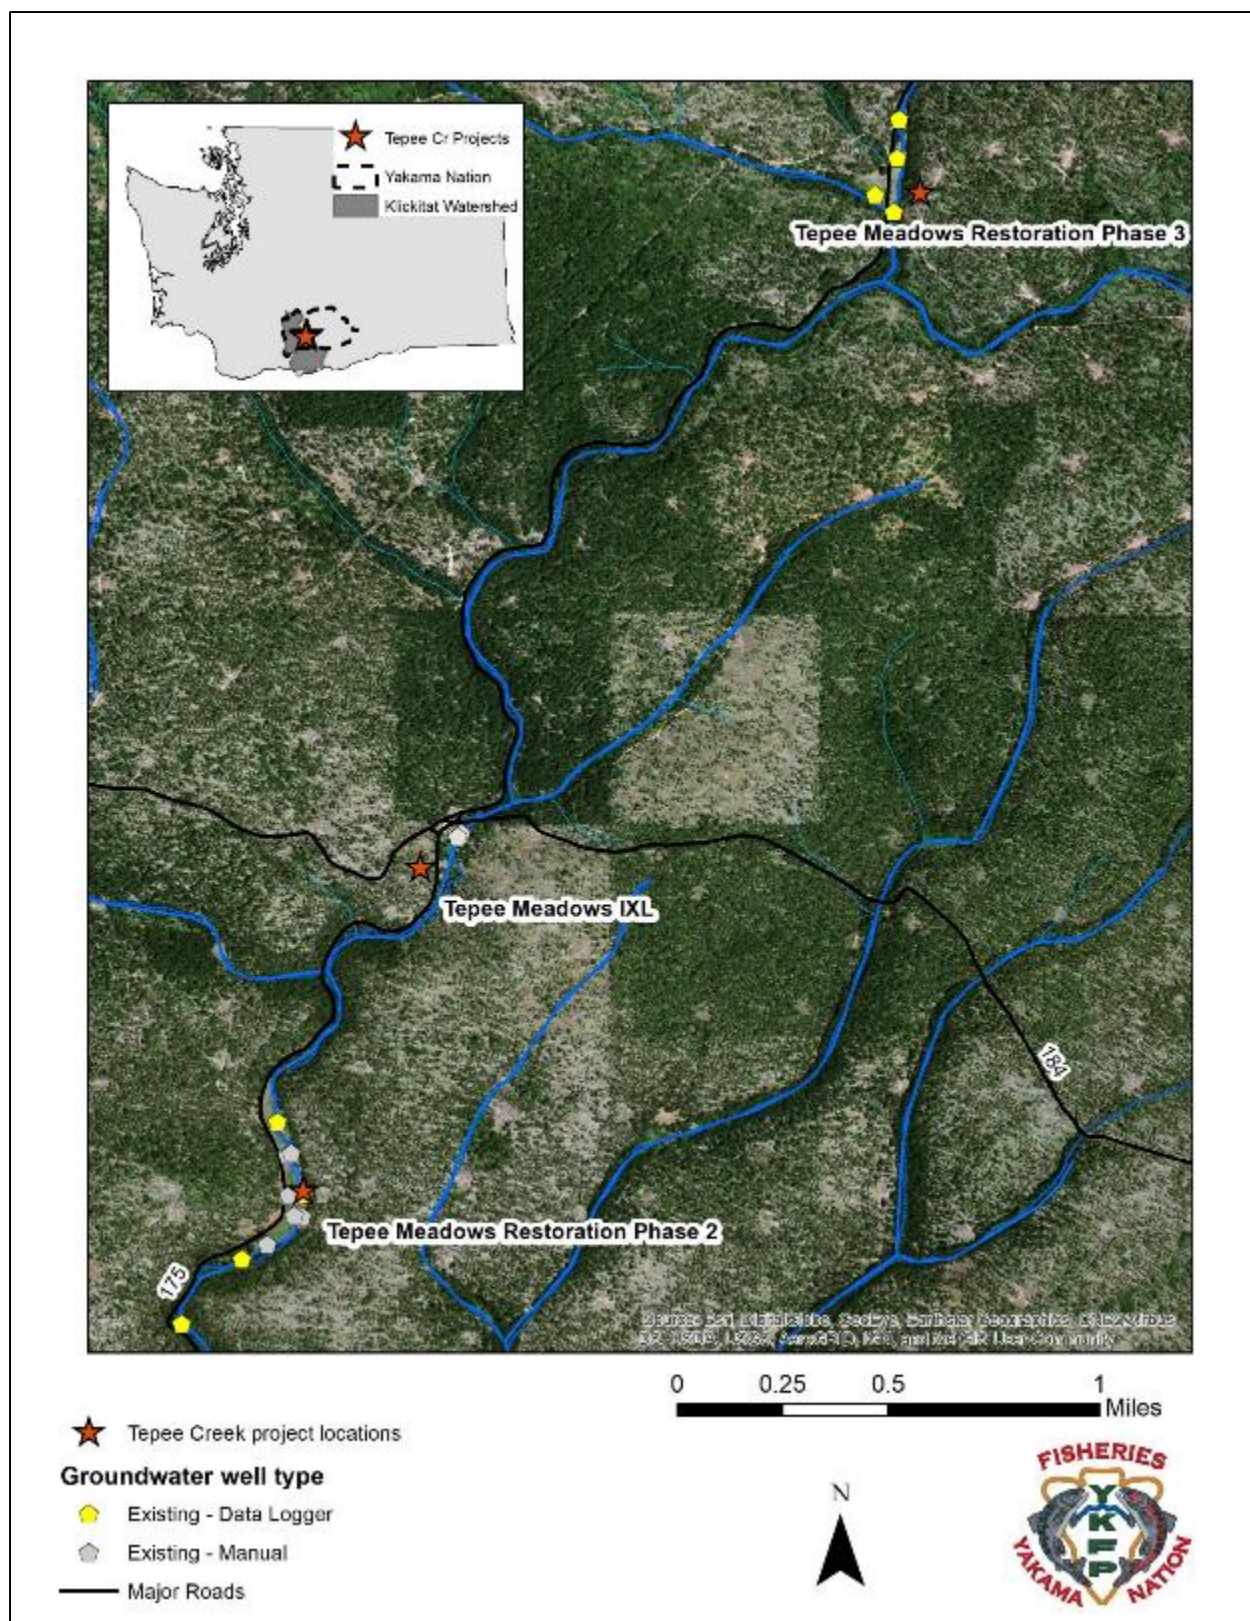 Tepee Cr Projects
Yakama Nation
Klickitat Watershed
Tepee Meadows Restoration Phase 3
Tepee Meadows IXL
184
Tepee Meadows Restoration Phase 2
175
0 0.25 0.5 1
Miles
Tepee Creek project locations
Groundwater well type
Existing - Data Logger
Existing - Manual
Major Roads
N
FISHERIES
YKFP
YAKAMA NATION